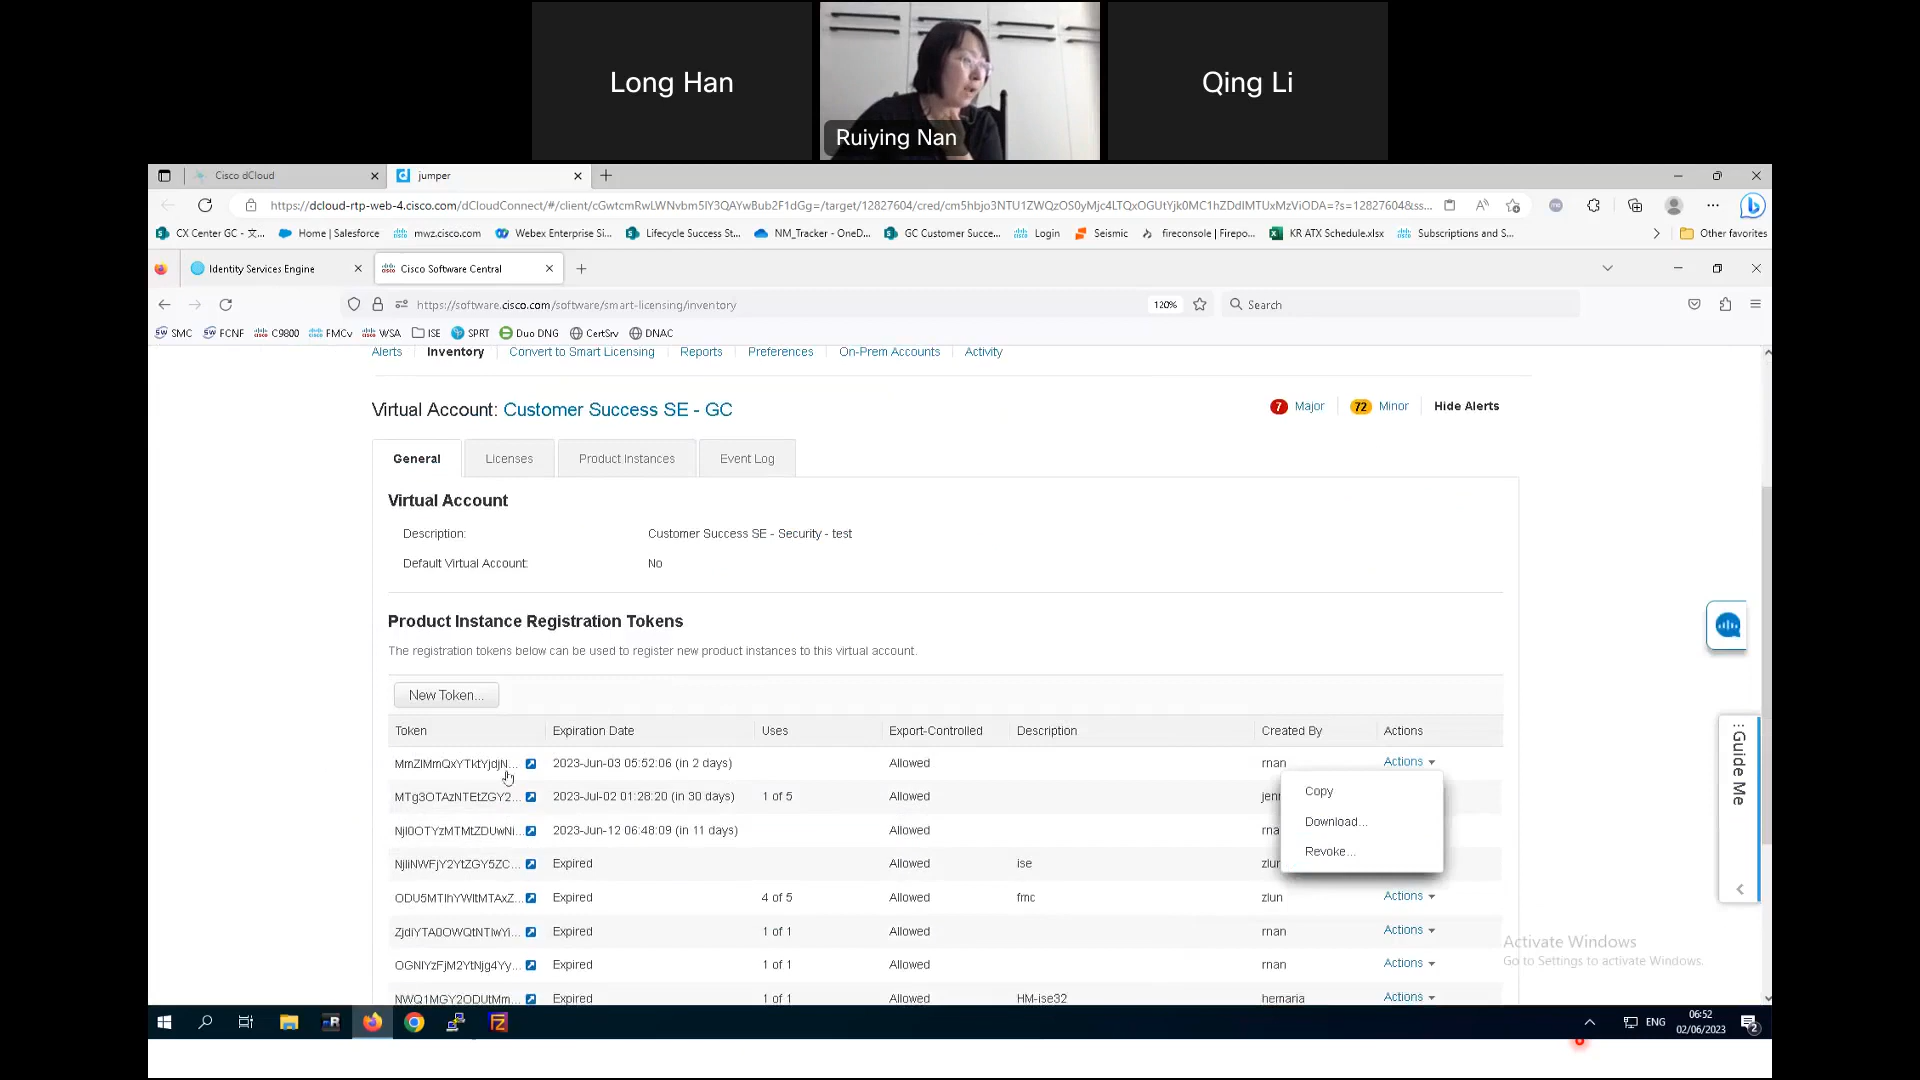 Long Han
Ruiying Nan
Qing Li
Cisco dCloud
jumper
CX Center GC - 文...
Home | Salesforce
mwz.cisco.com
Webex Enterprise Si...
Lifecycle Success St...
NM_Tracker - OneD...
GC Customer Succe...
Login
Seismic
fireconsole | Firepo...
KR ATX Schedule.xlsx
Subscriptions and S...
Other favorites
Identity Services Engine
Cisco Software Central
https://software.cisco.com/software/smart-licensing/inventory
120%
Search
SMC FCNF C9800 FMCv WSA ISE SPRT Duo DNG CertSrv DNAC
Alerts Inventory Convert to Smart Licensing Reports Preferences On-Prem Accounts Activity
Virtual Account: Customer Success SE - GC
7 Major 72 Minor Hide Alerts
General Licenses Product Instances Event Log
Virtual Account
Description: Customer Success SE - Security - test
Default Virtual Account: No
Product Instance Registration Tokens
The registration tokens below can be used to register new product instances to this virtual account.
New Token...
Token Expiration Date Uses Export-Controlled Description Created By Actions
2023-Jun-03 05:52:06 (in 2 days) Allowed rnan Actions
2023-Jul-02 01:28:20 (in 30 days) 1 of 5 Allowed
2023-Jun-12 06:48:09 (in 11 days) Allowed
Expired Allowed ise
Expired 4 of 5 Allowed fmc zlun Actions
Expired 1 of 1 Allowed rnan Actions
Expired 1 of 1 Allowed rnan Actions
Expired 1 of 1 Allowed HM-ise32 hemaria Actions
Copy
Download...
Revoke...
Guide Me
Activate Windows
Go to Settings to activate Windows.
ENG
06:52
02/06/2023
2